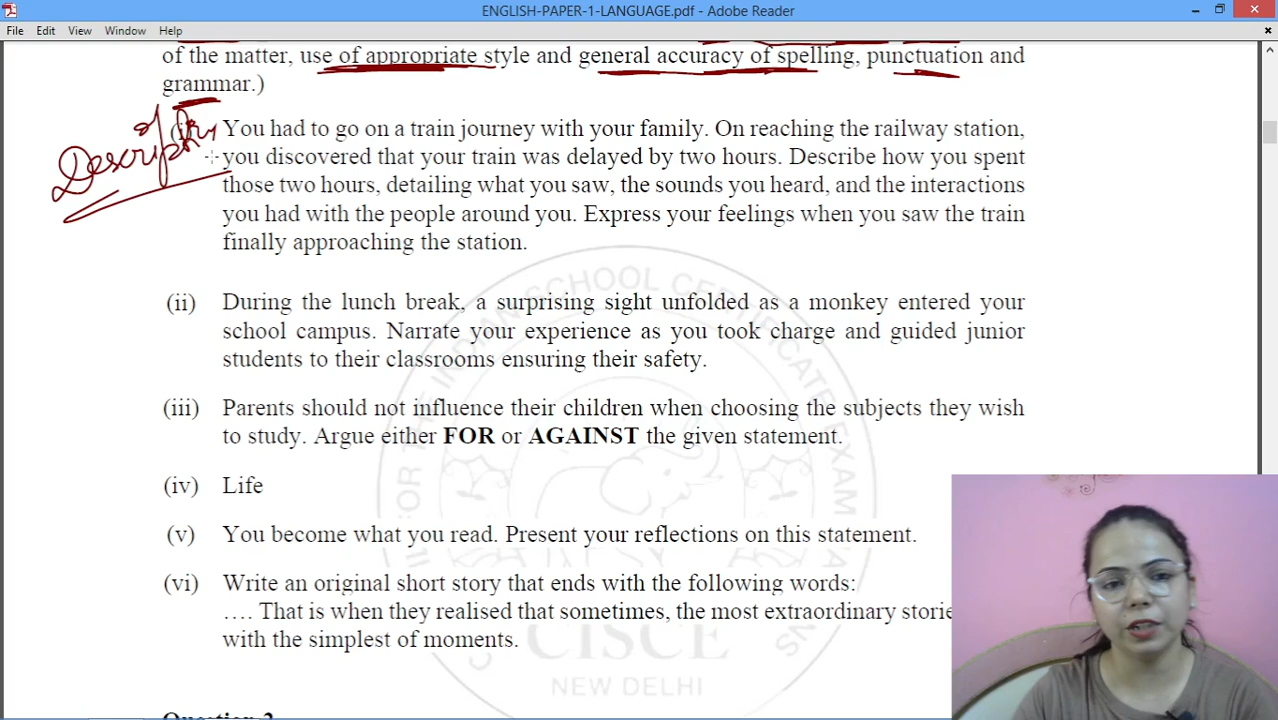 ENGLISH-PAPER-1-LANGUAGE.pdf - Adobe Reader
File Edit View Window Help
of the matter, use of appropriate style and general accuracy of spelling, punctuation and
grammar.)
You had to go on a train journey with your family. On reaching the railway station,
you discovered that your train was delayed by two hours. Describe how you spent
those two hours, detailing what you saw, the sounds you heard, and the interactions
you had with the people around you. Express your feelings when you saw the train
finally approaching the station.
(ii) During the lunch break, a surprising sight unfolded as a monkey entered your
school campus. Narrate your experience as you took charge and guided junior
students to their classrooms ensuring their safety.
(iii) Parents should not influence their children when choosing the subjects they wish
to study. Argue either FOR or AGAINST the given statement.
(iv) Life
(v) You become what you read. Present your reflections on this statement.
(vi) Write an original short story that ends with the following words:
.... That is when they realised that sometimes, the most extraordinary
with the simplest of moments.
CISCE
NEW DELHI